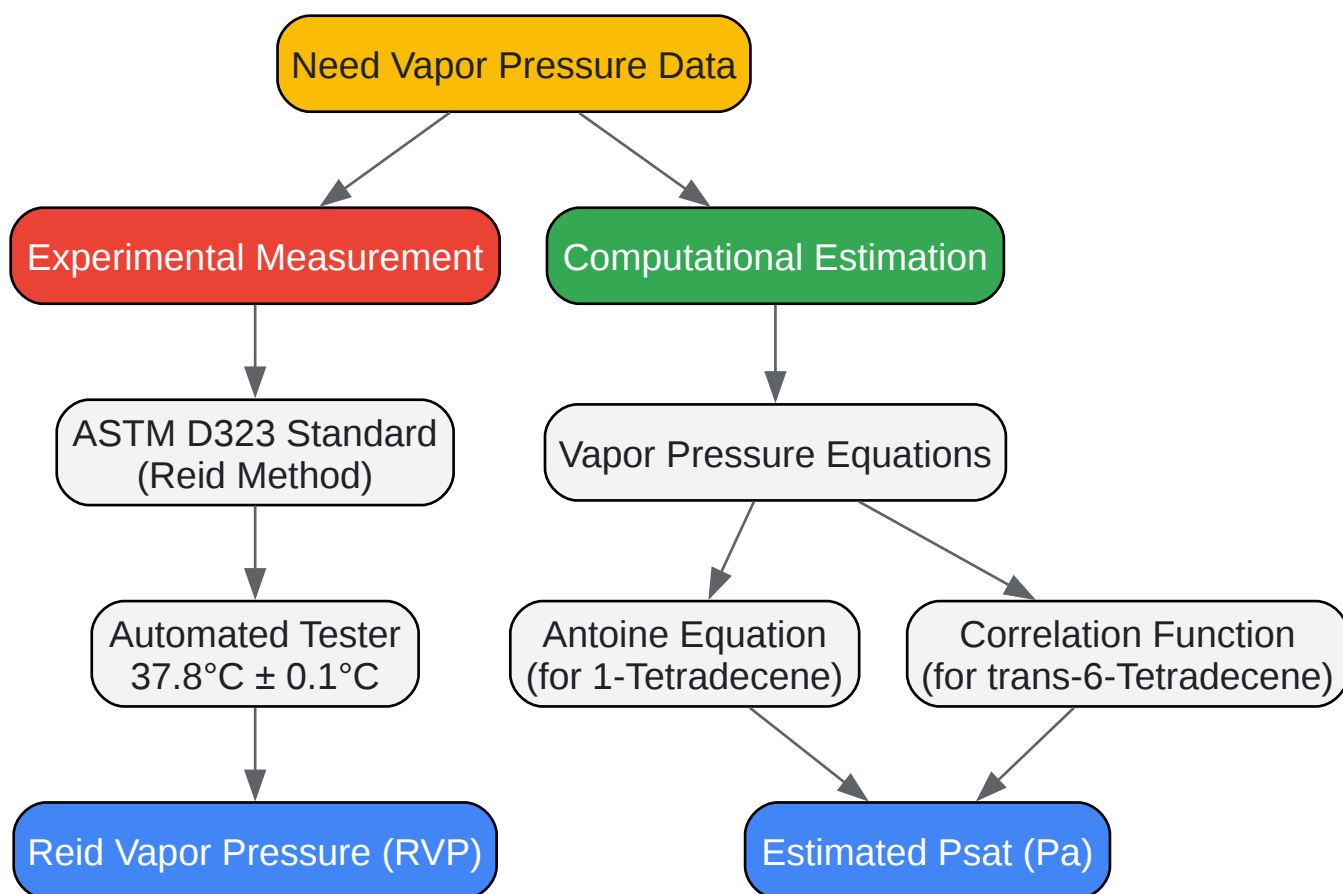 Need Vapor Pressure Data
Experimental Measurement
Computational Estimation
ASTM D323 Standard
(Reid Method)
Vapor Pressure Equations
Automated Tester
37.8°C ± 0.1°C
Antoine Equation
(for 1-Tetradecene)
Correlation Function
(for trans-6-Tetradecene)
Reid Vapor Pressure (RVP)
Estimated Psat (Pa)